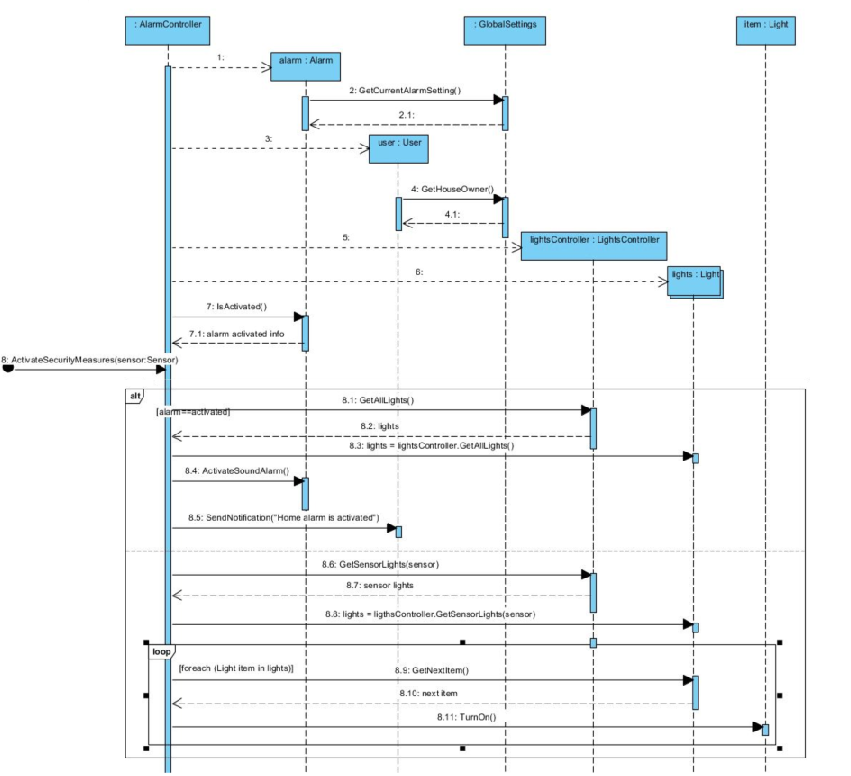 : AlarmController
: GlobalSettings
item : Light
1:
alarm : Alarm
2: GetCurrentAlarmSetting()
2.1:
3:
user : User
4: GetHouseOwner()
4.1:
5:
lightsController : LightsController
6:
lights : Light
7: IsActivated()
7.1: alarm activated info
8: ActivateSecurityMeasures(sensor:Sensor)
alt
8.1: GetAllLights()
[alarm==activated]
8.2: lights
8.3: lights = lightsController.GetAllLights()
8.4: ActivateSoundAlarm()
8.5: SendNotification("Home alarm is activated")
8.6: GetSensorLights(sensor)
8.7: sensor lights
8.8: lights = ligthsController.GetSensorLights(sensor)
loop
[foreach (Light item in lights)]
8.9: GetNextItem()
8.10: next item
8.11: TurnOn()